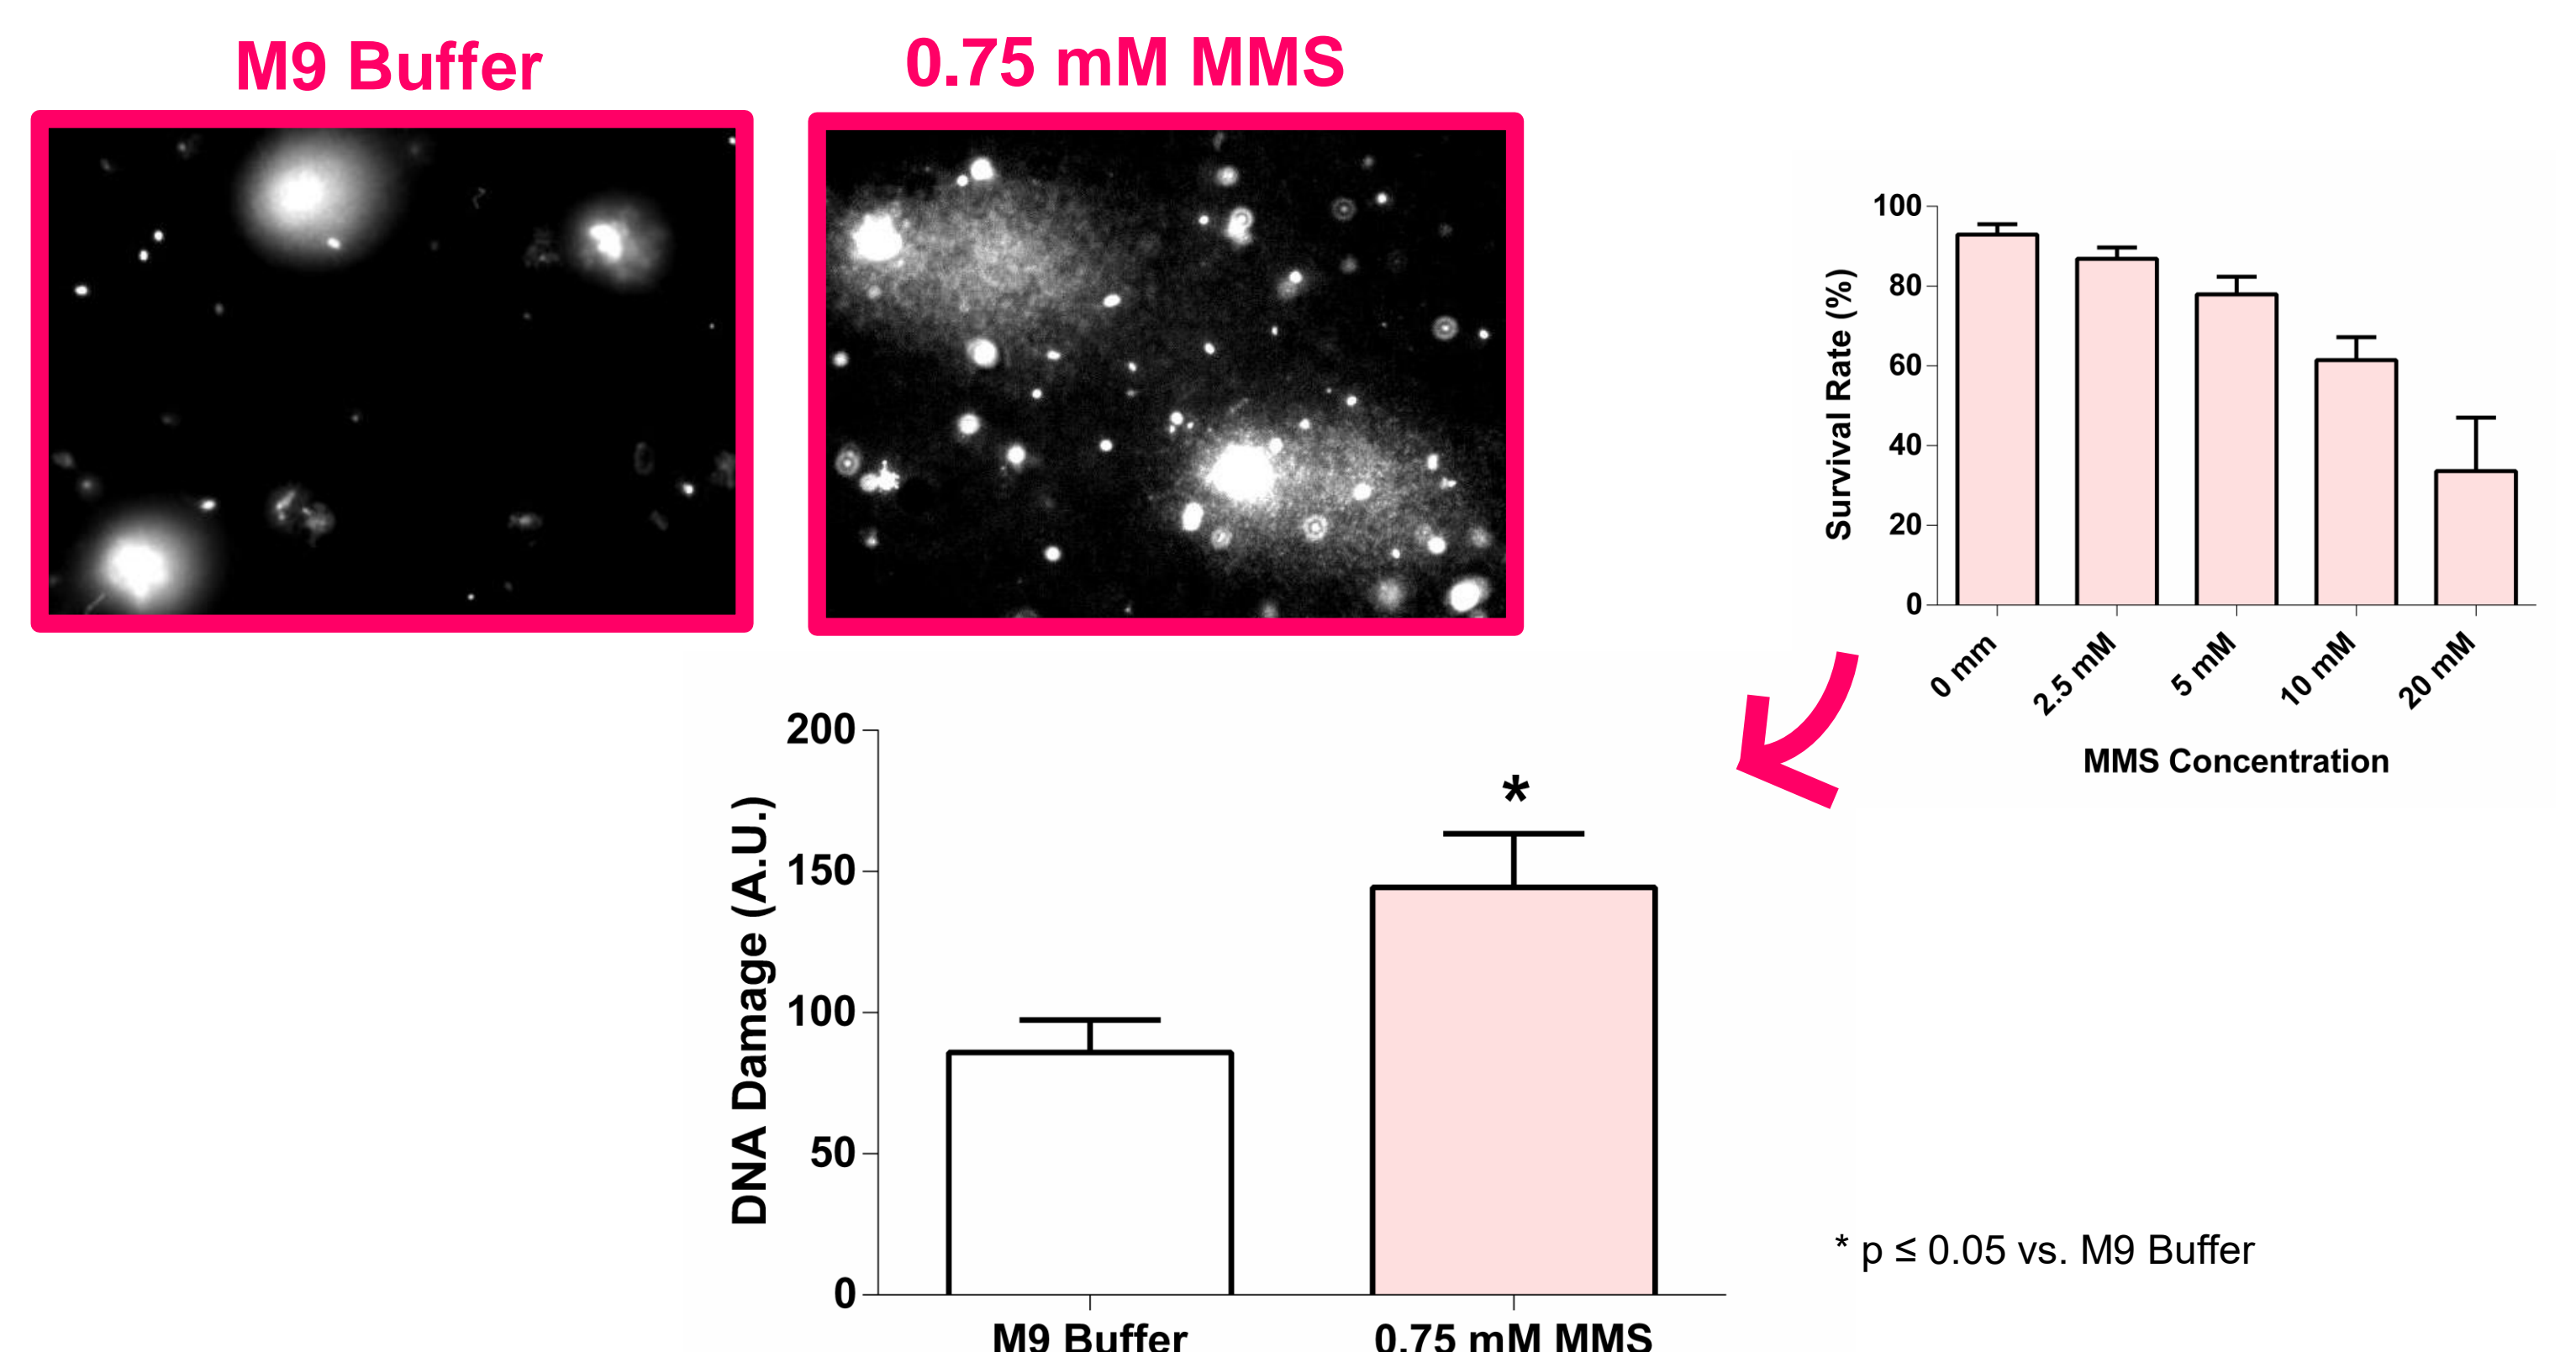 M9 Buffer
0.75 mM MMS
100
80
60
40
20
0
Survival Rate (%)
0 mm
2.5 mM
5 mM
10 mM
20 mM
MMS Concentration
200
150
100
50
0
DNA Damage (A.U.)
*
M9 Buffer
0.75 mM MMS
* p ≤ 0.05 vs. M9 Buffer